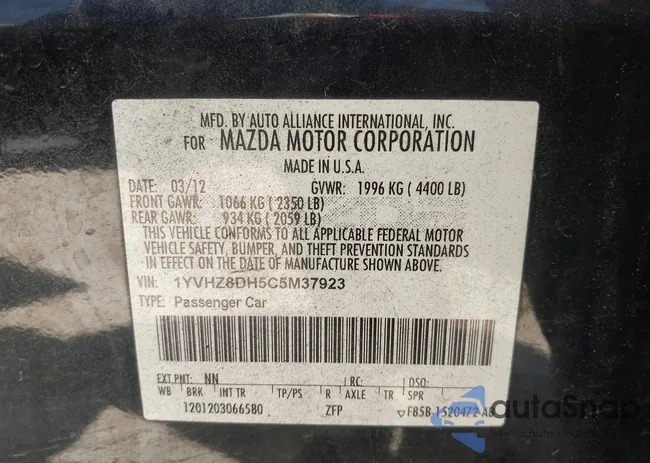 MFD. BY AUTO ALLIANCE INTERNATIONAL, INC.
FOR MAZDA MOTOR CORPORATION
MADE IN U.S.A.
DATE: 03/12 GVWR: 1996 KG ( 4400 LB)
FRONT GAWR: 1066 KG ( 2350 LB)
REAR GAWR: 934 KG ( 2059 LB)
THIS VEHICLE CONFORMS TO ALL APPLICABLE FEDERAL MOTOR
VEHICLE SAFETY, BUMPER, AND THEFT PREVENTION STANDARDS
IN EFFECT ON THE DATE OF MANUFACTURE SHOWN ABOVE.
VIN: 1YVHZ8DH5C5M37923
TYPE: Passenger Car
EXT PNT: NN RC: DSO:
WB BRK INT TR TP/PS R AXLE TR SPR
1201203066580 ZFP ▽F85B-1520472-AB
autoSnap